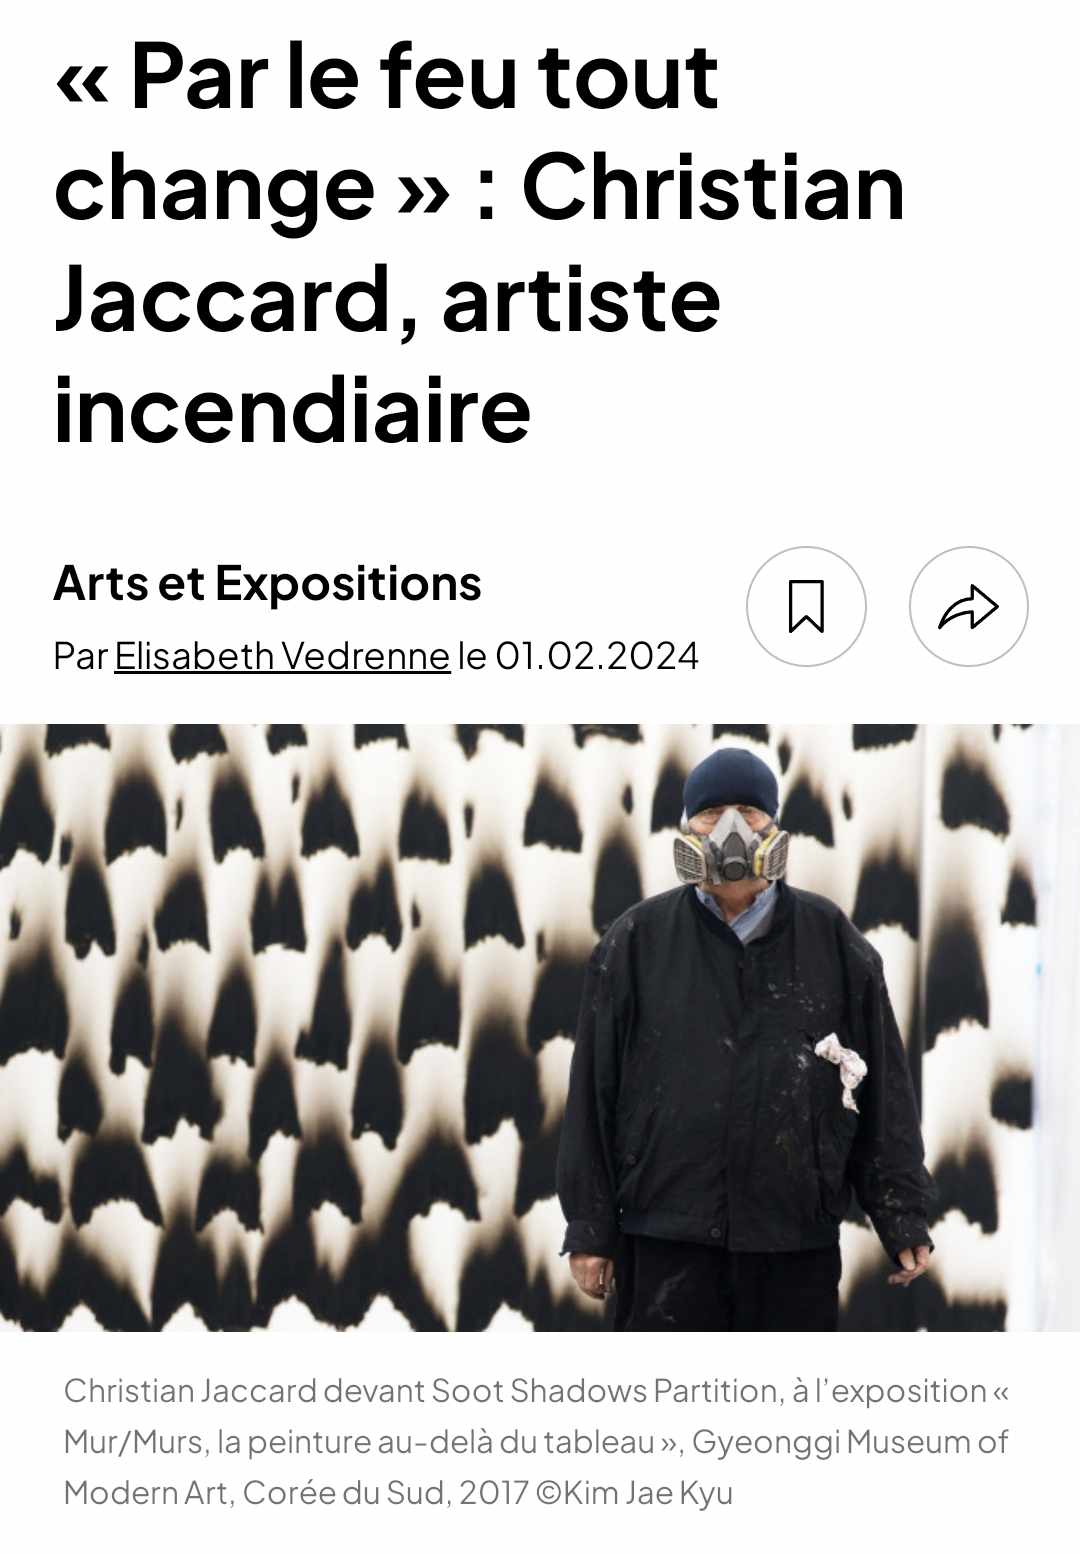 « Par le feu tout
change » : Christian
Jaccard, artiste
incendiaire
Arts et Expositions
Par Elisabeth Vedrenne le 01.02.2024
Christian Jaccard devant Soot Shadows Partition, à l’exposition «
Mur/Murs, la peinture au-delà du tableau », Gyeonggi Museum of
Modern Art, Corée du Sud, 2017 ©Kim Jae Kyu